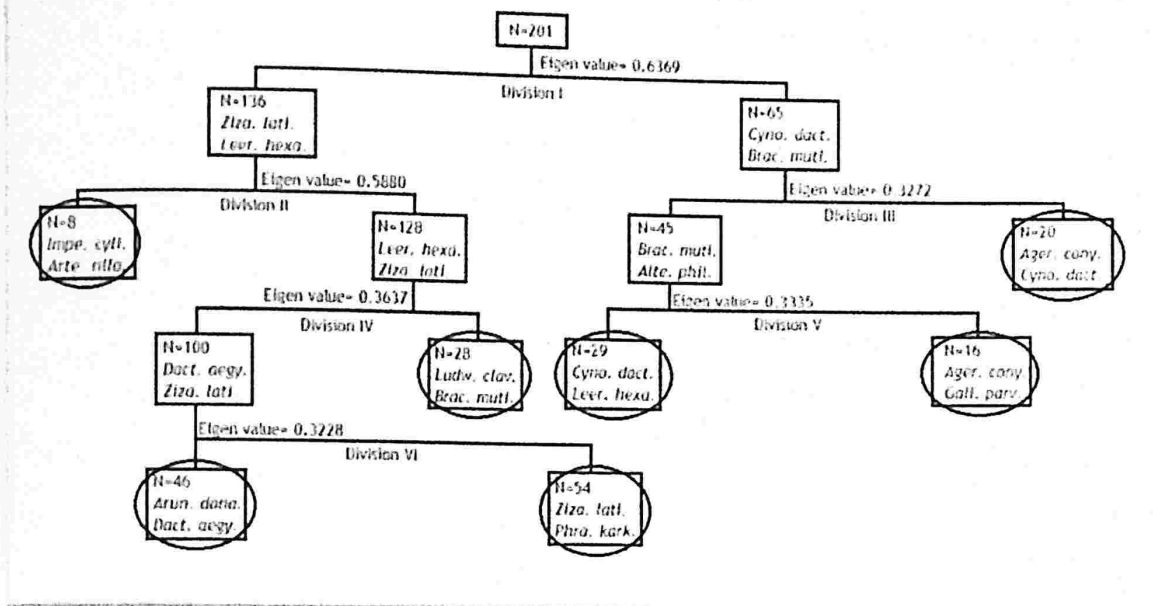 N=201
Eigen value= 0.6369
Division I
N=136
Ziza. lati.
Leer. hexa.
N=65
Cyno. dact.
Brac. muti.
Eigen value= 0.5880
Division II
Eigen value= 0.3272
Division III
N=8
Impe. cyli.
Arte.
N=128
Leer. hexa.
Ziza. lati.
N=45
Brac. muti.
Alte. phil.
N=20
Ager. cony.
Cyno. dact.
Eigen value= 0.3637
Division IV
Eigen value= 0.3335
Division V
N=100
Dact. aegy.
Ziza. lati.
N=28
Ludw. clav.
Brac. muti.
N=29
Cyno. dact.
Leer. hexa.
N=16
Ager. cony
Gali. parv.
Eigen value= 0.3228
Division VI
N=46
Arun. dona.
Dact. aegy.
N=54
Ziza. lati.
Phra. kark.